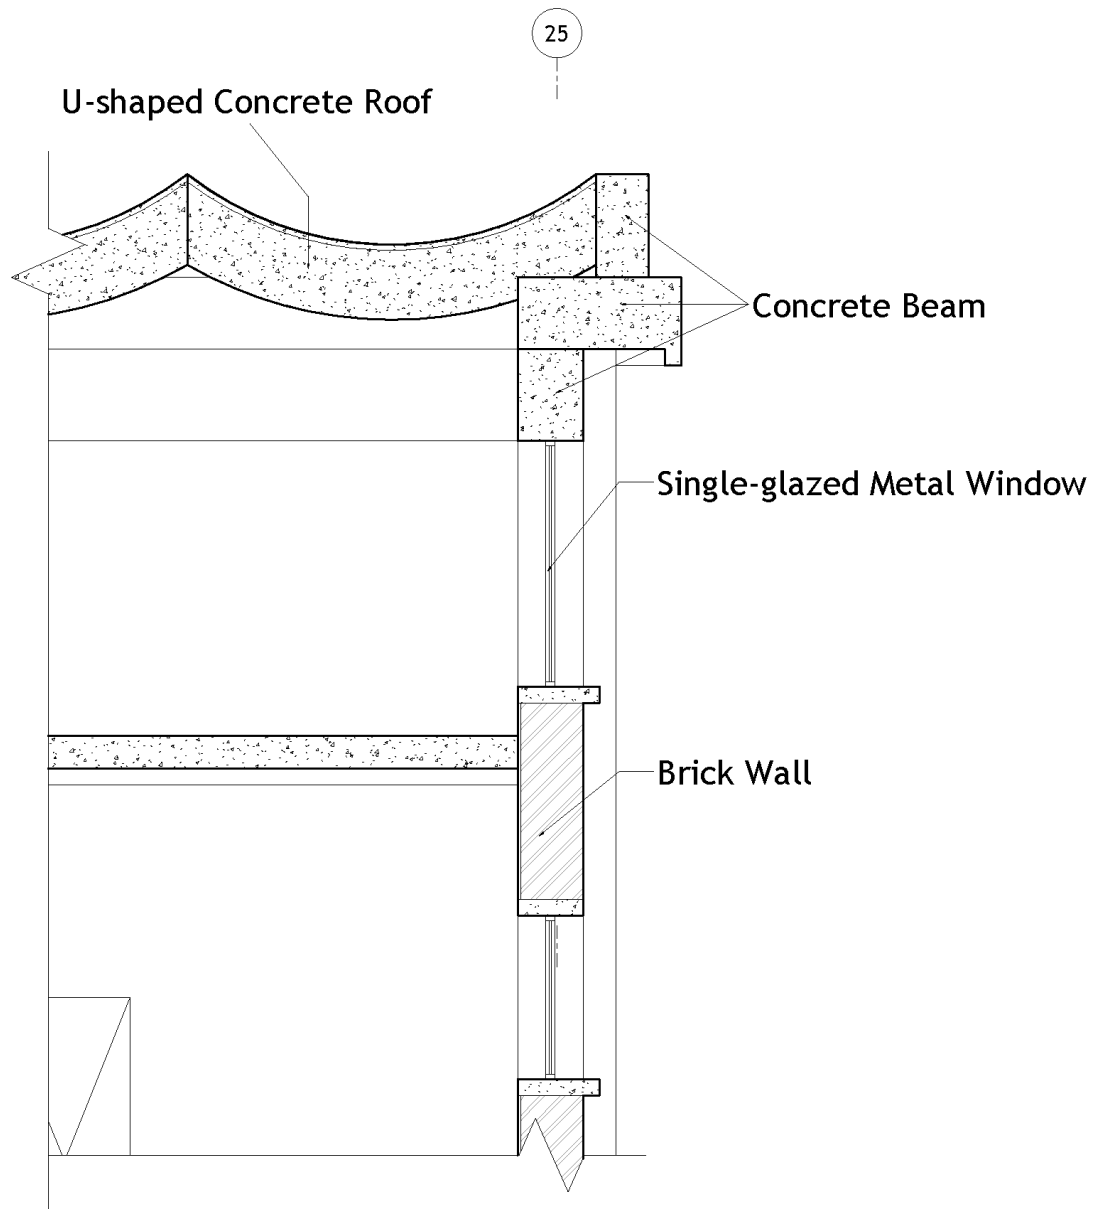 25
U-shaped Concrete Roof
Concrete Beam
Single-glazed Metal Window
Brick Wall